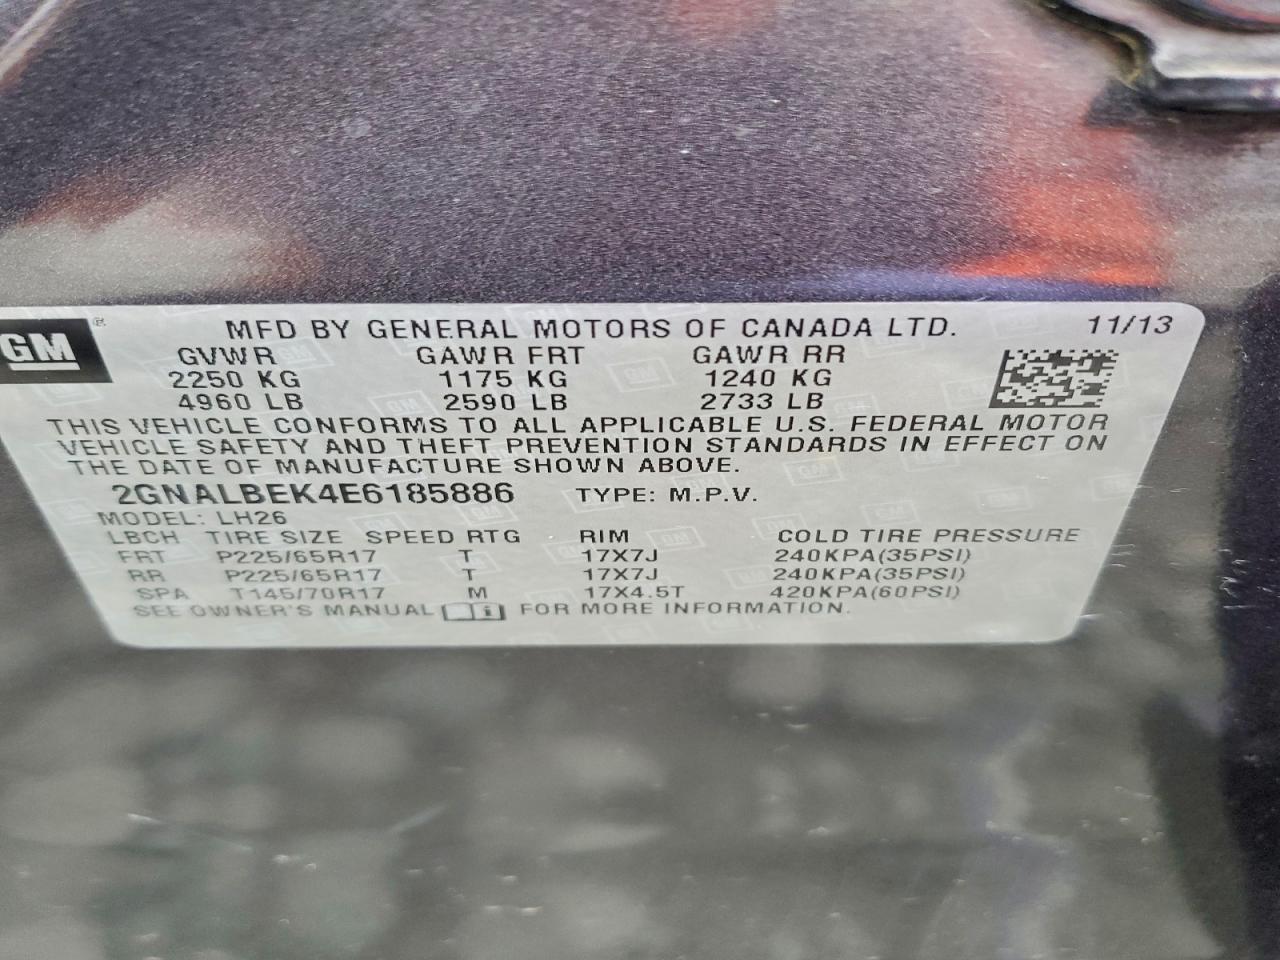 GM® MFD BY GENERAL MOTORS OF CANADA LTD. 11/13
GVWR GAWR FRT GAWR RR
2250 KG 1175 KG 1240 KG
4960 LB 2590 LB 2733 LB
THIS VEHICLE CONFORMS TO ALL APPLICABLE U.S. FEDERAL MOTOR
VEHICLE SAFETY AND THEFT PREVENTION STANDARDS IN EFFECT ON
THE DATE OF MANUFACTURE SHOWN ABOVE.
2GNALBEK4E6185886 TYPE: M.P.V.
MODEL: LH26
LBCH TIRE SIZE SPEED RTG RIM COLD TIRE PRESSURE
FRT P225/65R17 T 17X7J 240KPA(35PSI)
RR P225/65R17 T 17X7J 240KPA(35PSI)
SPA T145/70R17 M 17X4.5T 420KPA(60PSI)
SEE OWNER'S MANUAL i FOR MORE INFORMATION.